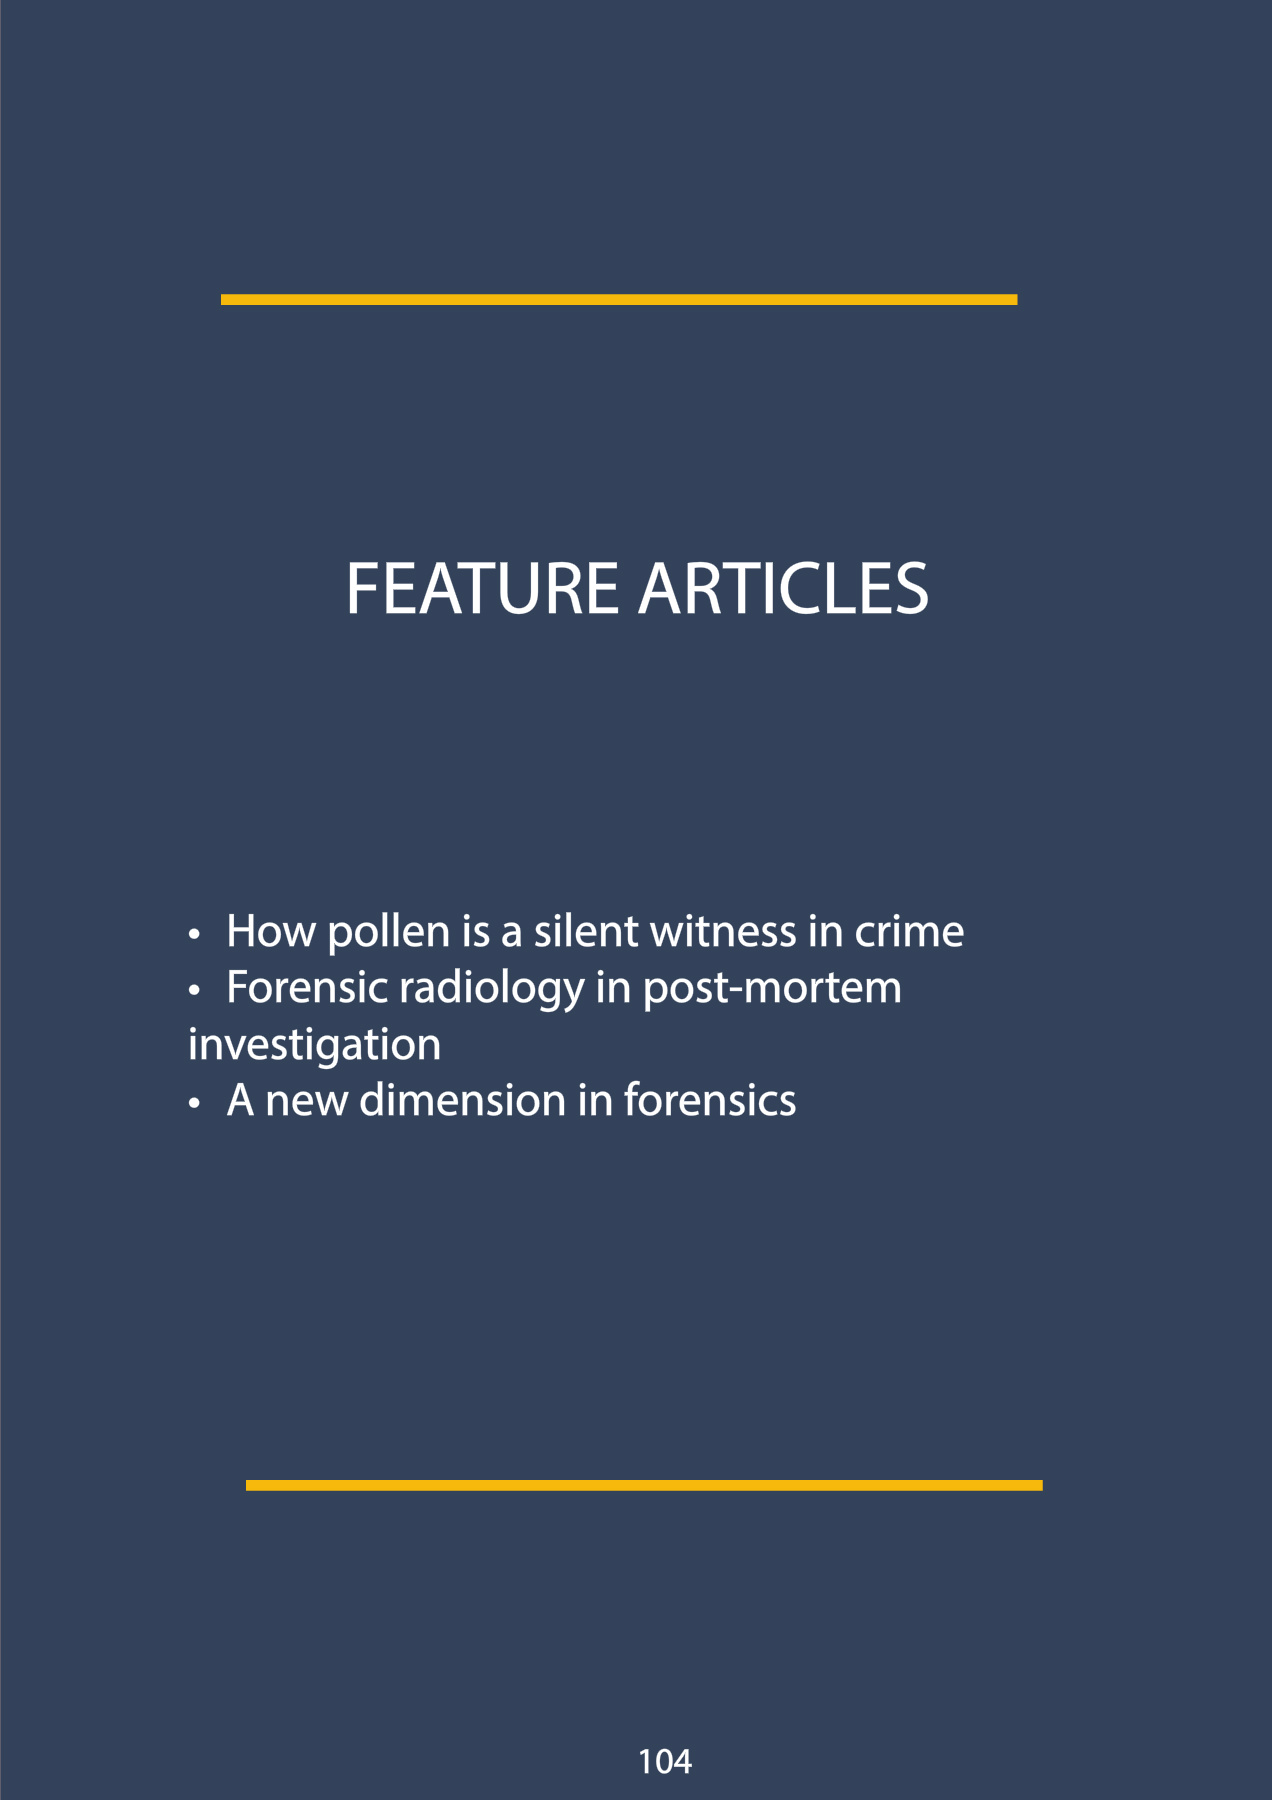 FEATURE ARTICLES
• How pollen is a silent witness in crime
• Forensic radiology in post-mortem
investigation
• A new dimension in forensics
104